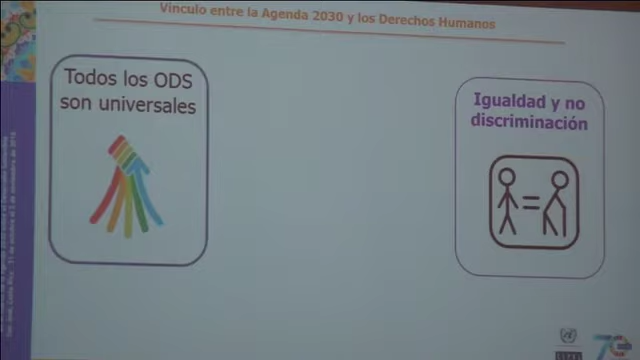 Vínculo entre la Agenda 2030 y los Derechos Humanos
Todos los ODS
son universales
Igualdad y no
discriminación
=